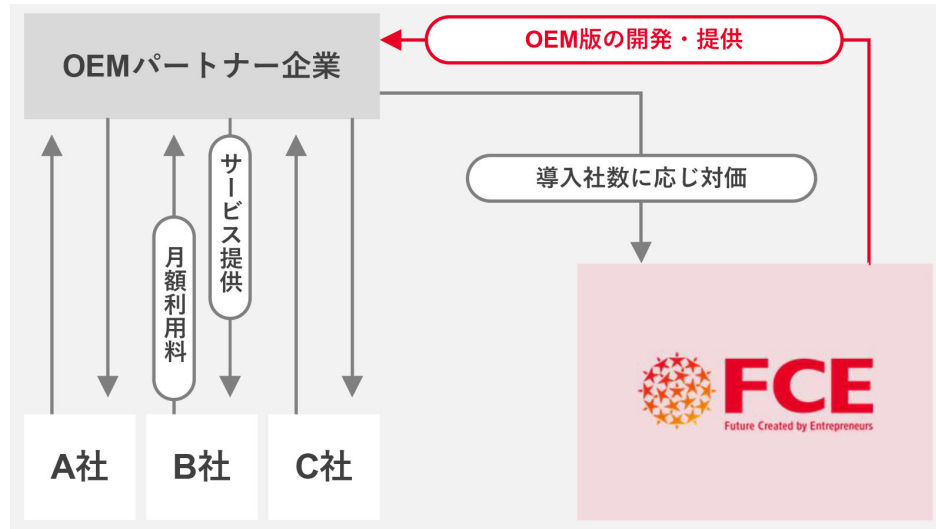 OEMパートナー企業
OEM版の開発・提供
導入社数に応じ対価
サービス提供
月額利用料
FCE
Future Created by Entrepreneurs
A社
B社
C社